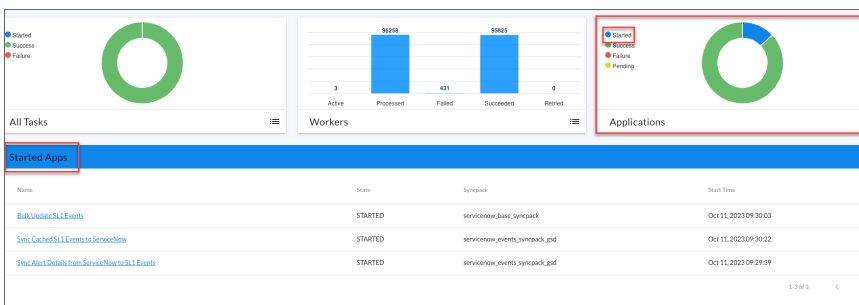 Started
Success
Failure
All Tasks
96258
95825
3
431
0
Active
Processed
Failed
Succeeded
Retried
Workers
Started
Success
Failure
Pending
Applications
Started Apps
Name State Syncpack Start Time
Bulk Update SL1 Events STARTED servicenow_base_syncpack Oct 11, 2023 09:30:03
Sync Cached SL1 Events to ServiceNow STARTED servicenow_events_syncpack_gsd Oct 11, 2023 09:30:22
Sync Alert Details from ServiceNow to SL1 Events STARTED servicenow_events_syncpack_gsd Oct 11, 2023 09:29:39
1-3 of 3